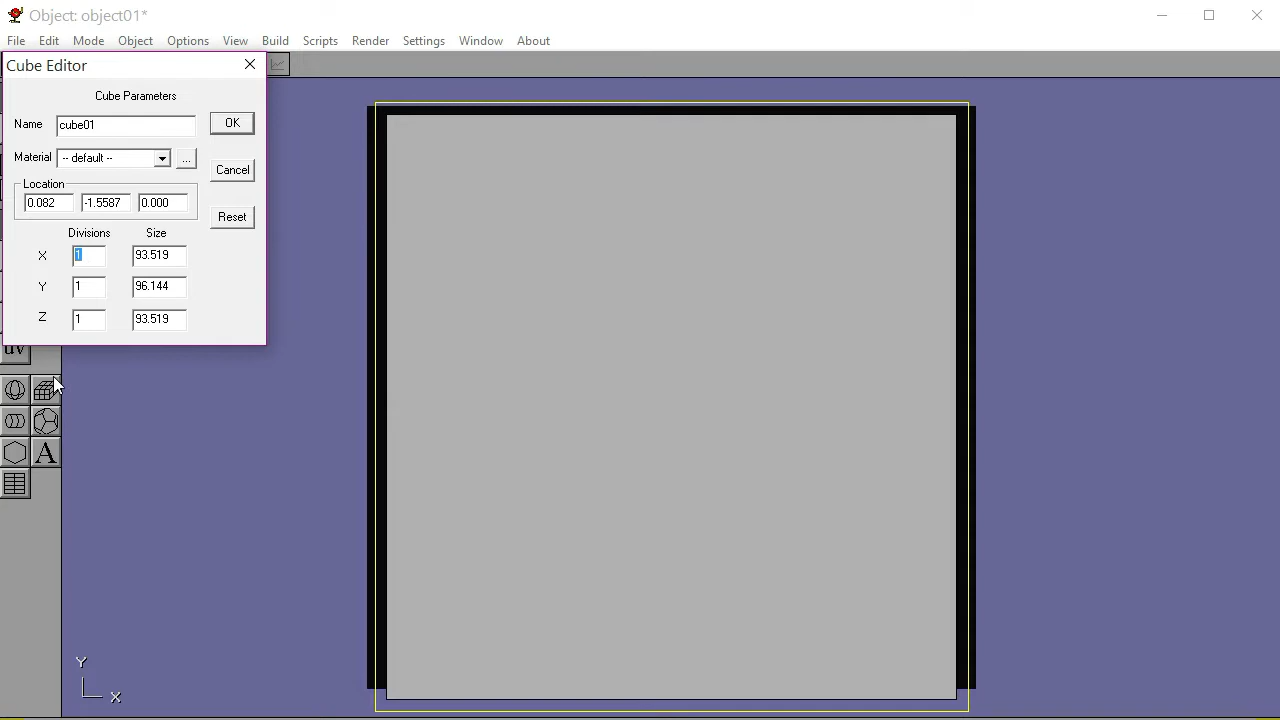 Object: object01*
File Edit Mode Object Options View Build Scripts Render Settings Window About
Cube Editor
Cube Parameters
Name cube01 OK
Material -- default -- ...
Cancel
Location
0.082 -1.5587 0.000
Reset
Divisions Size
X 1 93.519
Y 1 96.144
Z 1 93.519
uv
A
Y
X